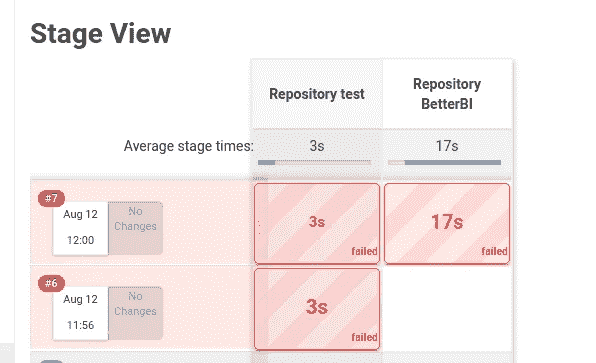 Stage View
Repository test
Repository
BetterBI
Average stage times:
3s
17s
#7
Aug 12
12:00
No
Changes
3s
failed
17s
failed
#6
Aug 12
11:56
No
Changes
3s
failed